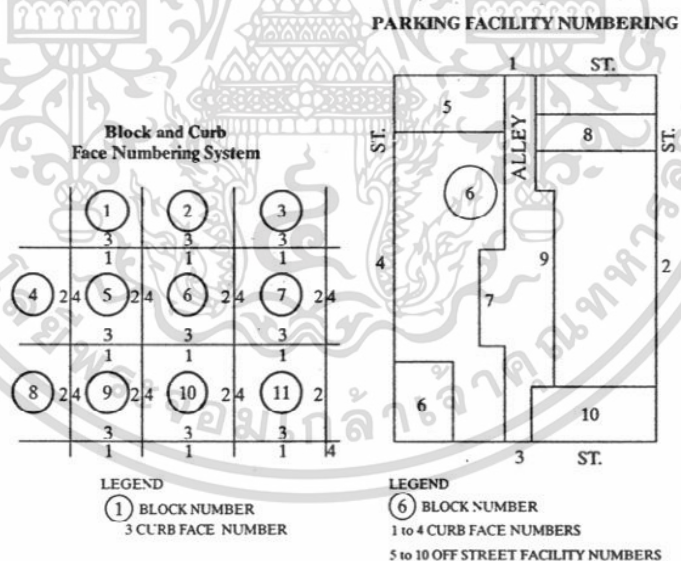 PARKING FACILITY NUMBERING
Block and Curb
Face Numbering System
1 2 3
3 3 3
1 1 1
4 2 4 5 2 4 6 2 4 7 2 4
3 3 3
1 1 1
8 2 4 9 2 4 10 2 4 11 2
3 3 3
1 1 1 4
LEGEND
1 BLOCK NUMBER
3 CURB FACE NUMBER
1 ST.
5
ALLEY
8
ST.
ST.
6
4
9
2
7
6
10
3 ST.
LEGEND
6 BLOCK NUMBER
1 to 4 CURB FACE NUMBERS
5 to 10 OFF STREET FACILITY NUMBERS